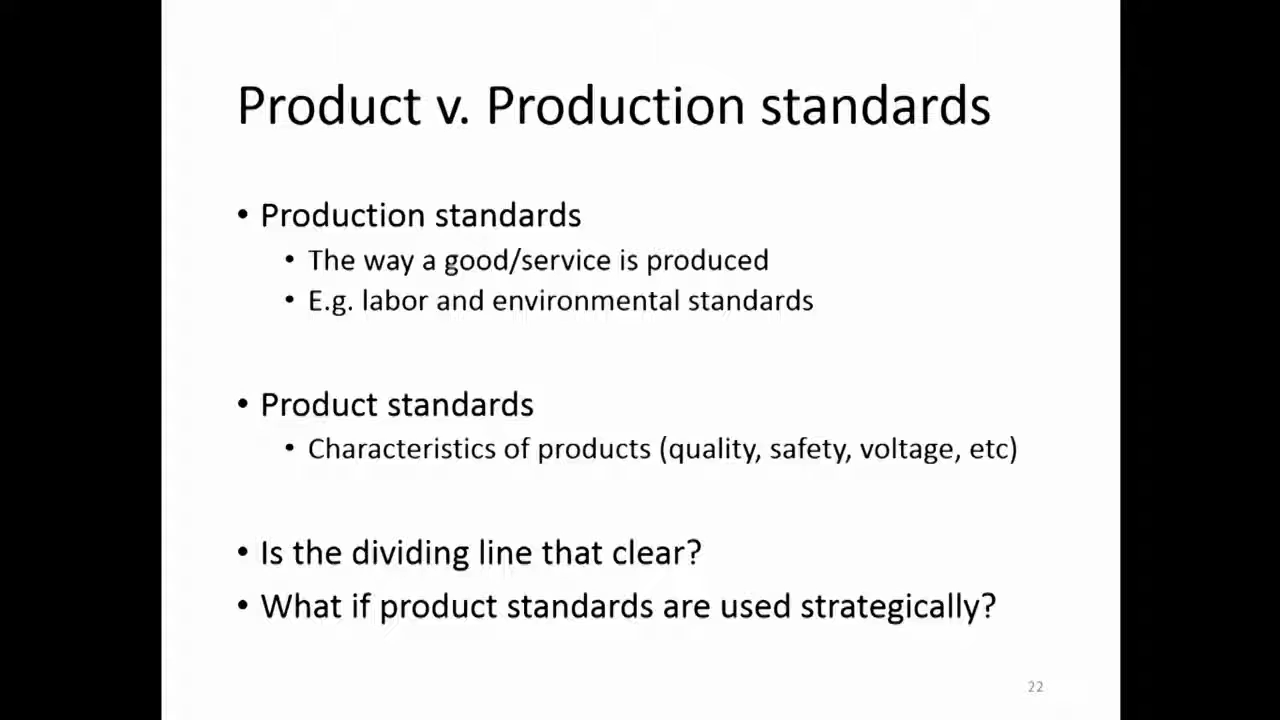 Product v. Production standards
• Production standards
• The way a good/service is produced
• E.g. labor and environmental standards
• Product standards
• Characteristics of products (quality, safety, voltage, etc)
• Is the dividing line that clear?
• What if product standards are used strategically?
22